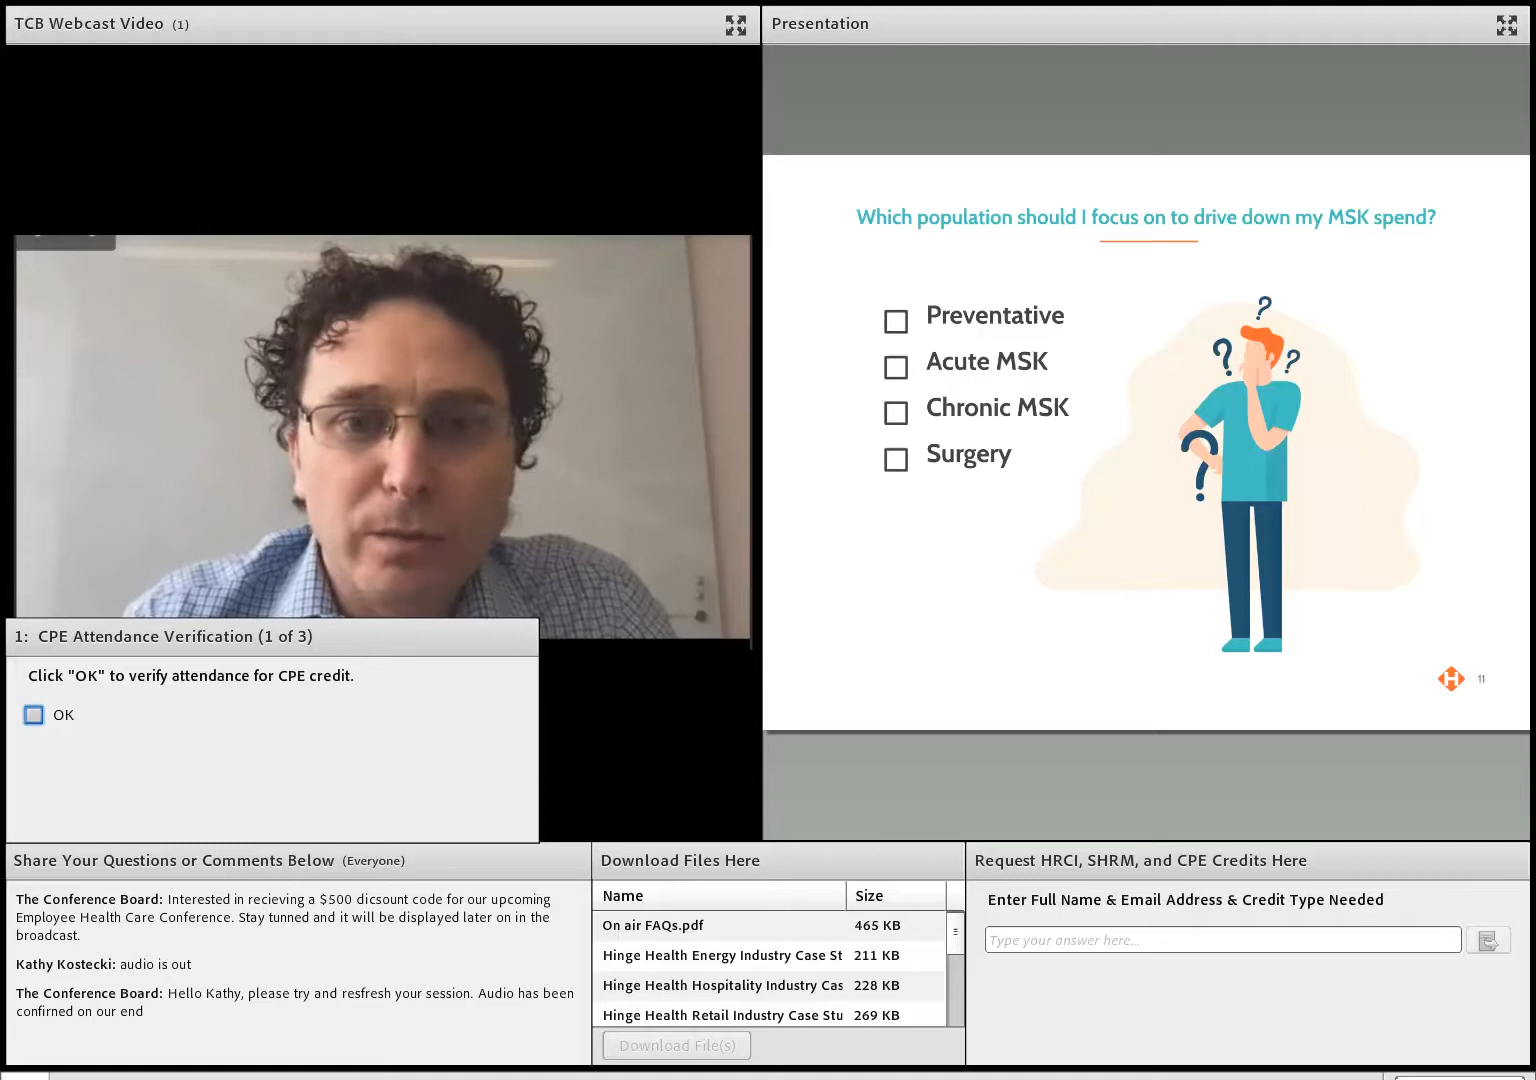 TCB Webcast Video (1)
Presentation
Which population should I focus on to drive down my MSK spend?
Preventative
Acute MSK
Chronic MSK
Surgery
? ? ? ?
H 11
1: CPE Attendance Verification (1 of 3)
Click "OK" to verify attendance for CPE credit.
OK
Share Your Questions or Comments Below (Everyone)
The Conference Board: Interested in recieving a $500 dicsount code for our upcoming
Employee Health Care Conference. Stay tunned and it will be displayed later on in the
broadcast.
Kathy Kostecki: audio is out
The Conference Board: Hello Kathy, please try and resfresh your session. Audio has been
confirned on our end
Download Files Here
Name Size
On air FAQs.pdf 465 KB
Hinge Health Energy Industry Case St 211 KB
Hinge Health Hospitality Industry Cas 228 KB
Hinge Health Retail Industry Case Stu 269 KB
Download File(s)
Request HRCI, SHRM, and CPE Credits Here
Enter Full Name & Email Address & Credit Type Needed
Type your answer here...